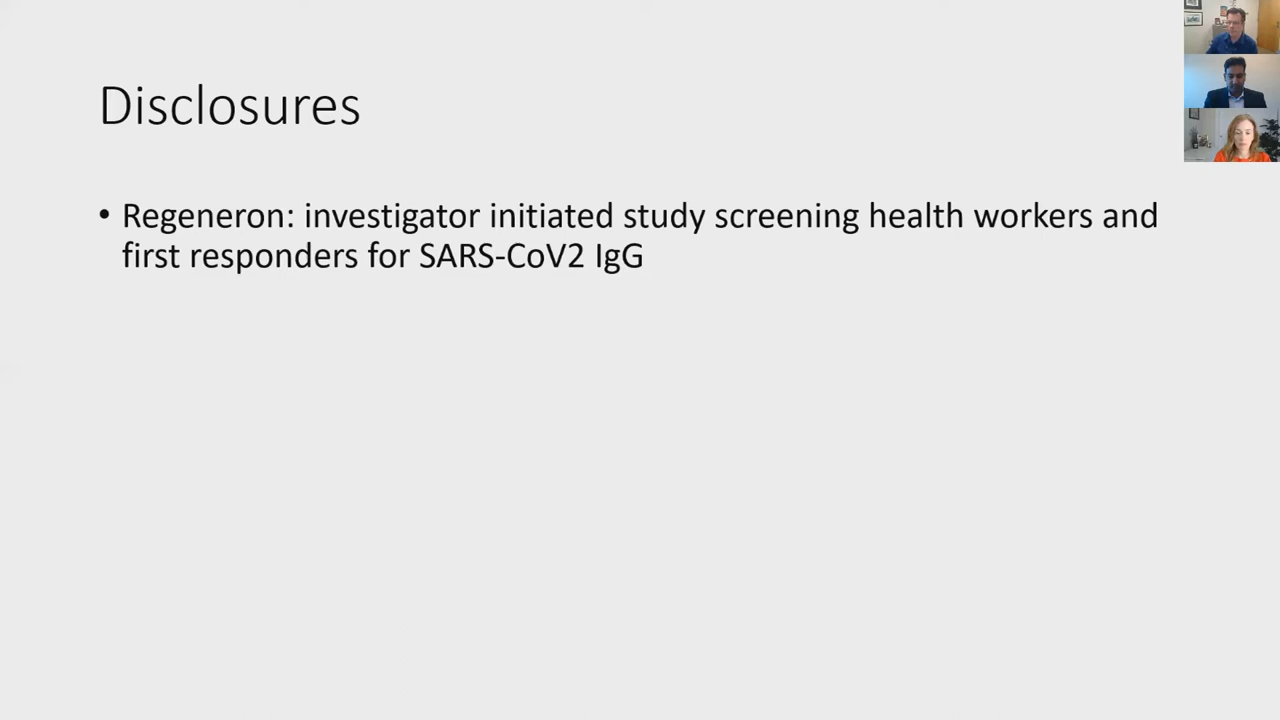 Disclosures
• Regeneron: investigator initiated study screening health workers and
first responders for SARS-CoV2 IgG